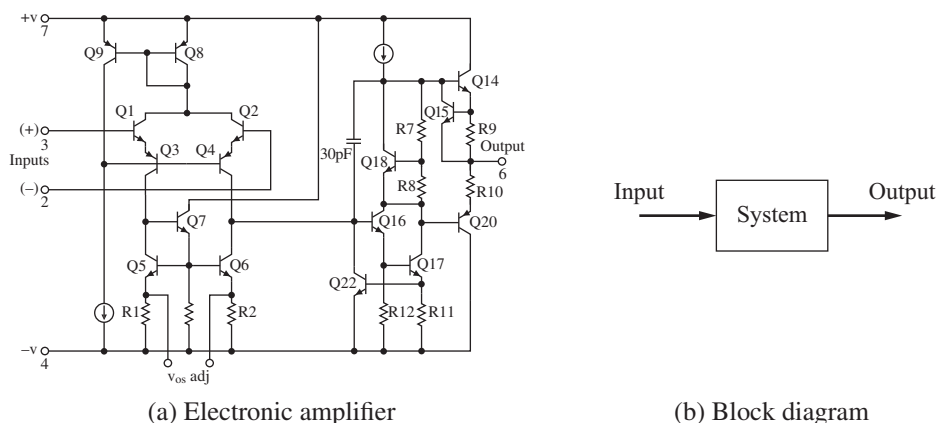 +v
7
Q9
Q8
Q14
Q1
Q2
Q15
(+)
3
R7
R9
Output
6
Inputs
Q3
Q4
30pF
Q18
(–)
2
R8
R10
Q7
Q16
Q20
Q5
Q6
Q17
Q22
R1
R2
R12
R11
–v
4
vos adj
(a) Electronic amplifier
Input
System
Output
(b) Block diagram